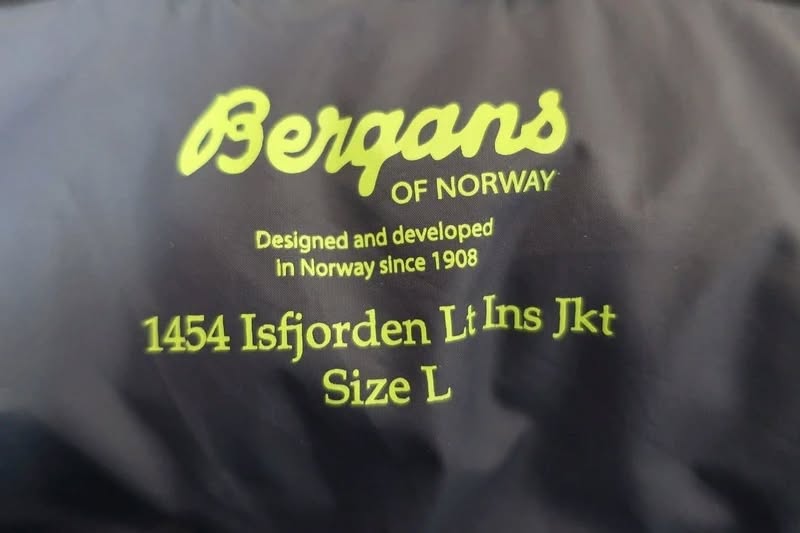 Bergans
OF NORWAY
Designed and developed
in Norway since 1908
1454 Isfjorden Lt Ins Jkt
Size L